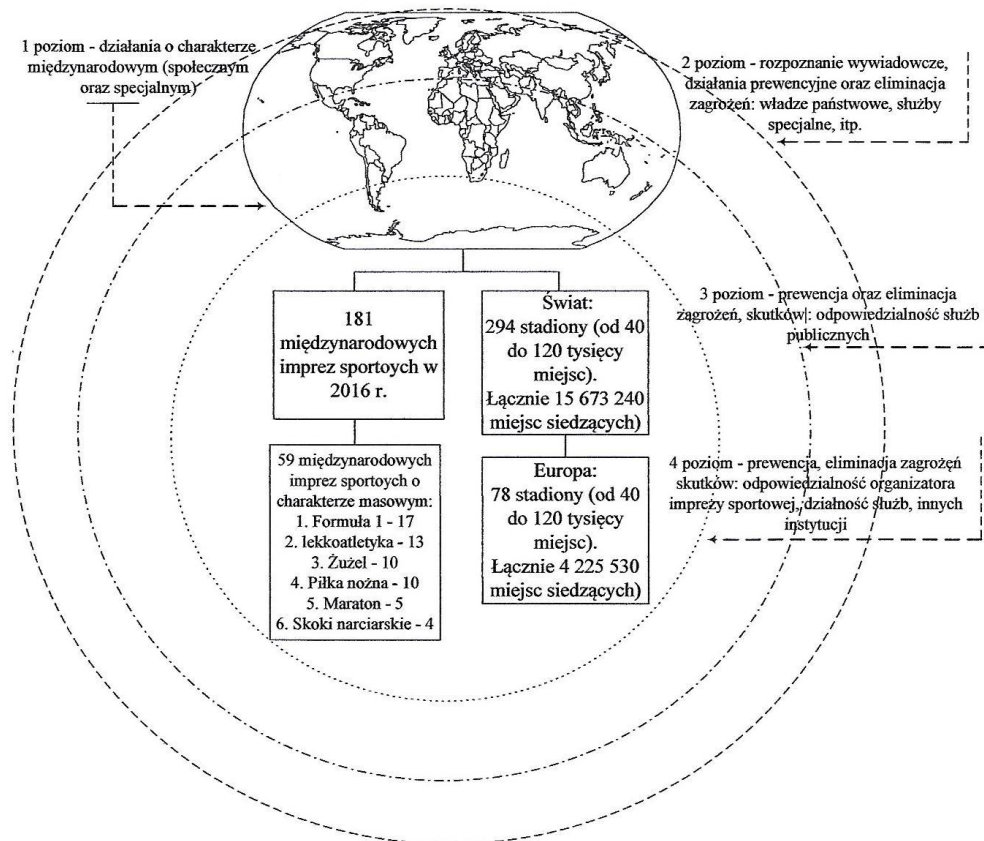 1 poziom - działania o charakterze
międzynarodowym (społecznym
oraz specjalnym)
2 poziom - rozpoznanie wywiadowcze,
działania prewencyjne oraz eliminacja
zagrożeń: władze państwowe, służby
specjalne, itp.
181
międzynarodowych
imprez sportoych w
2016 r.
Świat:
294 stadiony (od 40
do 120 tysięcy
miejsc).
Łącznie 15 673 240
miejsc siedzących)
3 poziom - prewencja oraz eliminacja
zagrożeń, skutków|: odpowiedzialność służb
publicznych
59 międzynarodowych
imprez sportoych o
charakterze masowym:
1. Formuła 1 - 17
2. lekkoatletyka - 13
3. Żużel - 10
4. Piłka nożna - 10
5. Maraton - 5
6. Skoki narciarskie - 4
Europa:
78 stadiony (od 40
do 120 tysięcy
miejsc).
Łącznie 4 225 530
miejsc siedzących)
4 poziom - prewencja, eliminacja zagrożęń
skutków: odpowiedzialność organizatora
impreży sportowej, działność służb, innych
instytucji